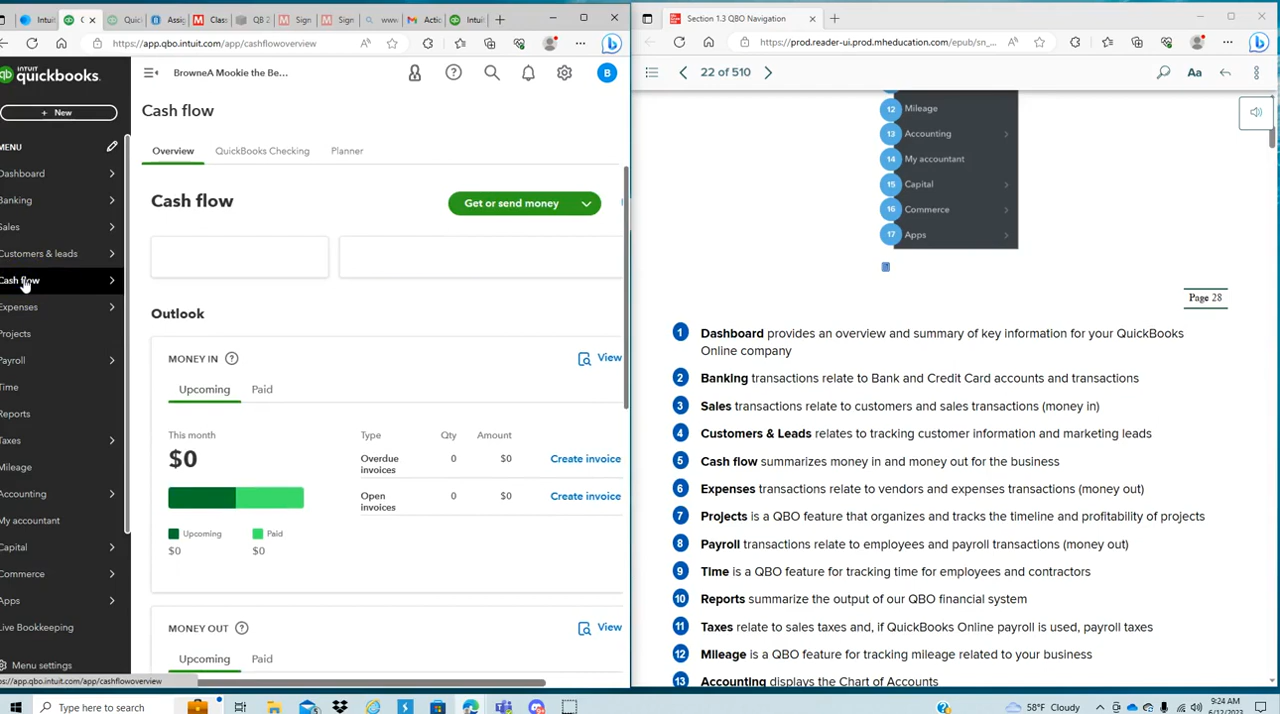 C
Quic
Assig
Class
QB 2
Sign
Sign
www
Actio
Intui
https://app.qbo.intuit.com/app/cashflowoverview
INTUIT
quickbooks.
+ New
MENU
Dashboard
Banking
Sales
Customers & leads
Cash flow
Expenses
Projects
Payroll
Time
Reports
Taxes
Mileage
Accounting
My accountant
Capital
Commerce
Apps
Live Bookkeeping
Menu settings
ps://app.qbo.intuit.com/app/cashflowoverview
BrowneA Mookie the Be...
B
Cash flow
Overview
QuickBooks Checking
Planner
Cash flow
Get or send money
Outlook
MONEY IN
View
Upcoming
Paid
This month
Type
Qty
Amount
$0
Overdue
invoices
0
$0
Create invoice
Open
invoices
0
$0
Create invoice
Upcoming
Paid
$0
$0
MONEY OUT
View
Upcoming
Paid
Section 1.3 QBO Navigation
https://prod.reader-ui.prod.mheducation.com/epub/sn_...
22 of 510
Aa
12 Mileage
13 Accounting
14 My accountant
15 Capital
16 Commerce
17 Apps
Page 28
1 Dashboard provides an overview and summary of key information for your QuickBooks
Online company
2 Banking transactions relate to Bank and Credit Card accounts and transactions
3 Sales transactions relate to customers and sales transactions (money in)
4 Customers & Leads relates to tracking customer information and marketing leads
5 Cash flow summarizes money in and money out for the business
6 Expenses transactions relate to vendors and expenses transactions (money out)
7 Projects is a QBO feature that organizes and tracks the timeline and profitability of projects
8 Payroll transactions relate to employees and payroll transactions (money out)
9 Time is a QBO feature for tracking time for employees and contractors
10 Reports summarize the output of our QBO financial system
11 Taxes relate to sales taxes and, if QuickBooks Online payroll is used, payroll taxes
12 Mileage is a QBO feature for tracking mileage related to your business
13 Accounting displays the Chart of Accounts
Type here to search
58°F Cloudy
9:24 AM
6/12/2023